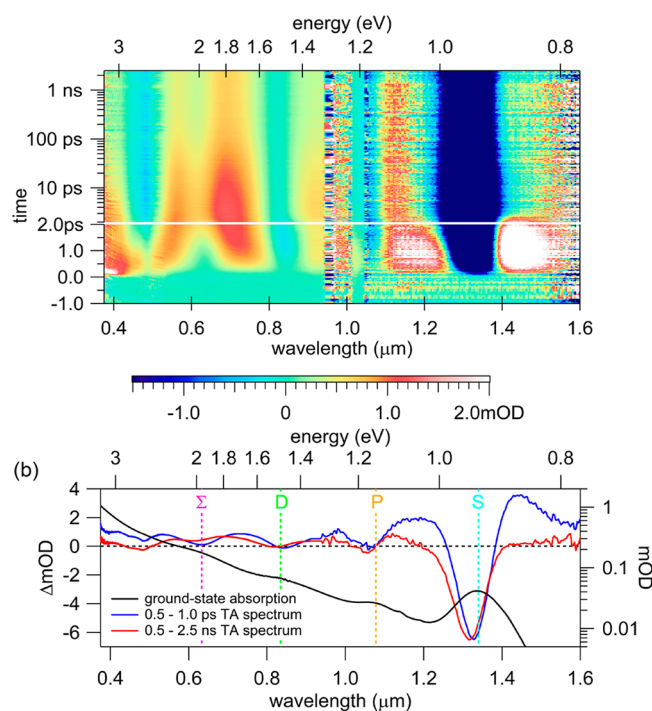 energy (eV)
3 2 1.8 1.6 1.4 1.2 1.0 0.8
1 ns
100 ps
10 ps
2.0ps
1.0
0.0
-1.0
time
0.4 0.6 0.8 1.0 1.2 1.4 1.6
wavelength (μm)
-1.0 0 1.0 2.0mOD
energy (eV)
(b)
3 2 1.8 1.6 1.4 1.2 1.0 0.8
Σ D P S
4
2
0
-2
-4
-6
ΔmOD
1
0.1
0.01
mOD
ground-state absorption
0.5 - 1.0 ps TA spectrum
0.5 - 2.5 ns TA spectrum
0.4 0.6 0.8 1.0 1.2 1.4 1.6
wavelength (μm)